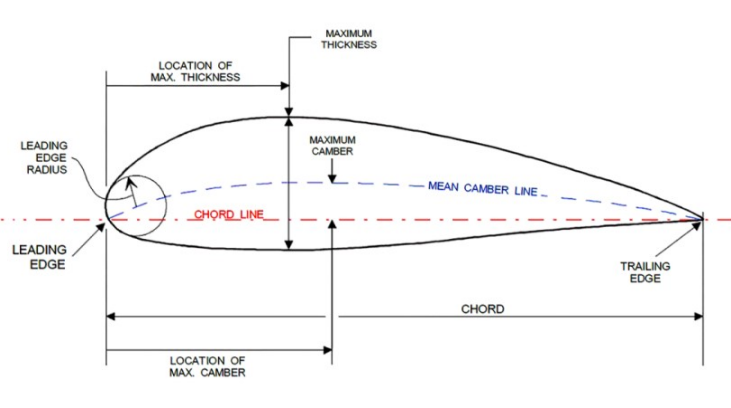 MAXIMUM
THICKNESS
LOCATION OF
MAX. THICKNESS
LEADING
EDGE
RADIUS
MAXIMUM
CAMBER
MEAN CAMBER LINE
CHORD LINE
LEADING
EDGE
TRAILING
EDGE
CHORD
LOCATION OF
MAX. CAMBER